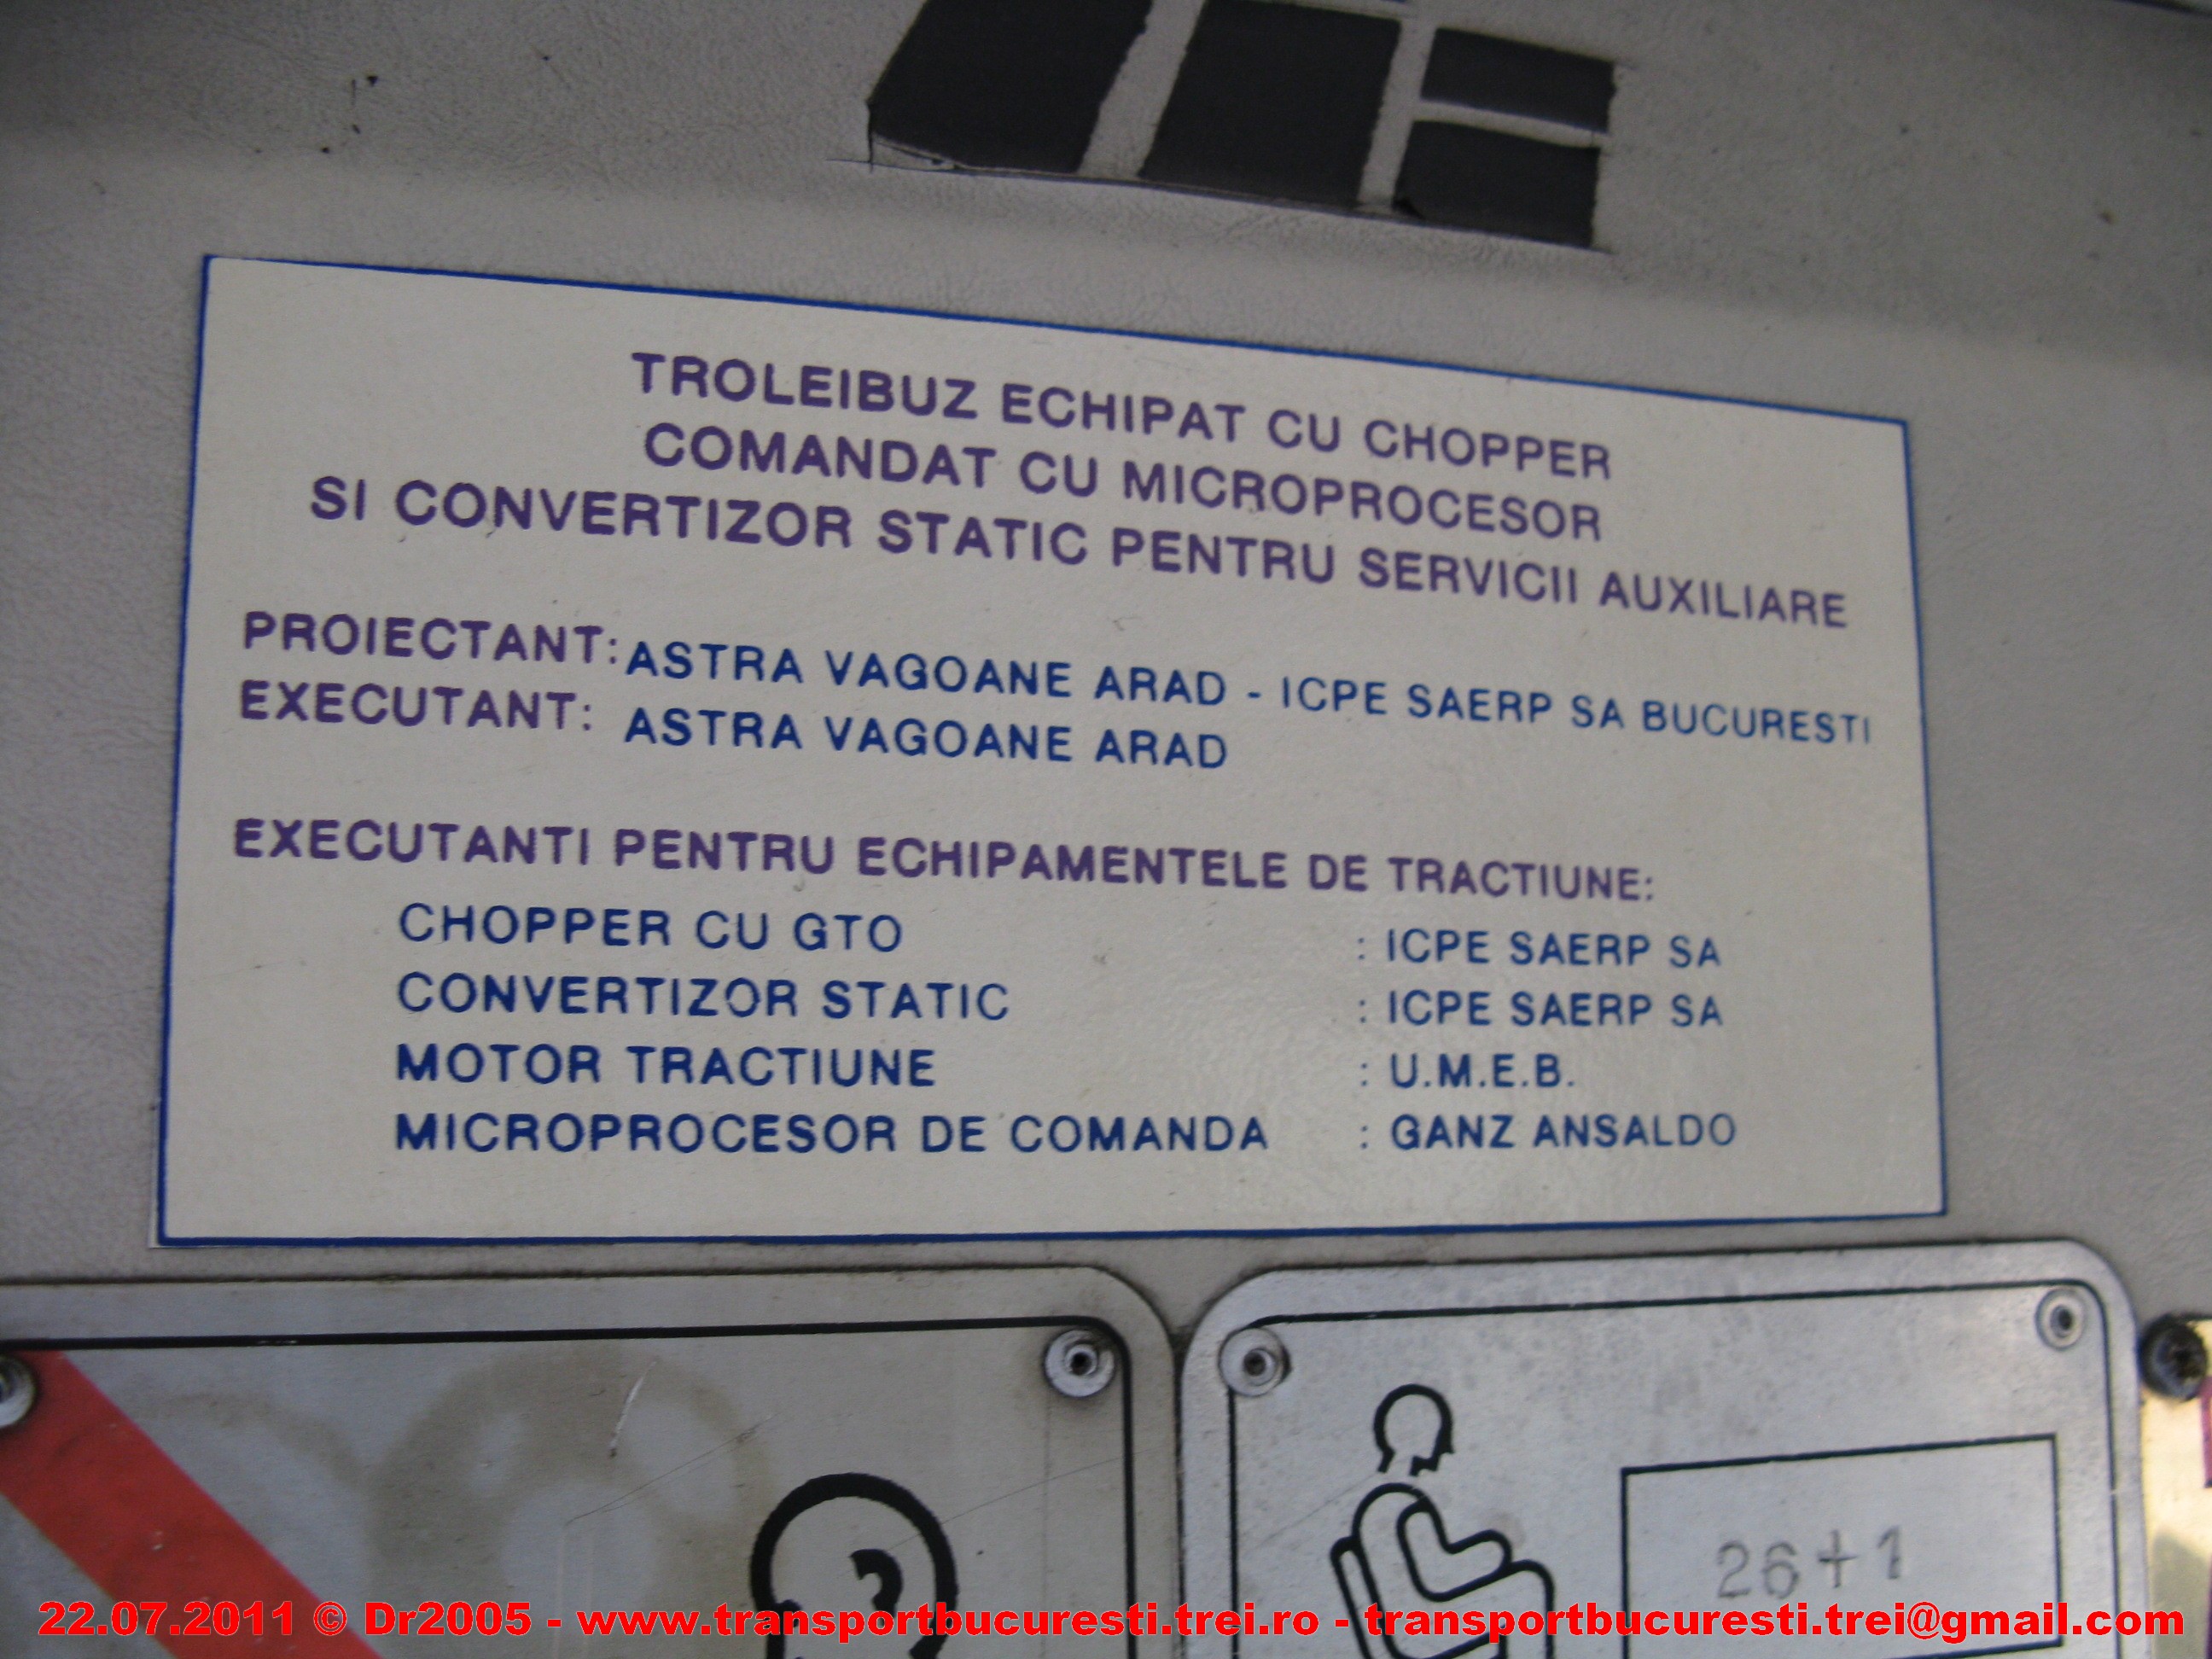 TROLEIBUZ ECHIPAT CU CHOPPER
COMANDAT CU MICROPROCESOR
SI CONVERTIZOR STATIC PENTRU SERVICII AUXILIARE
PROIECTANT: ASTRA VAGOANE ARAD - ICPE SAERP SA BUCURESTI
EXECUTANT: ASTRA VAGOANE ARAD
EXECUTANTI PENTRU ECHIPAMENTELE DE TRACTIUNE:
CHOPPER CU GTO : ICPE SAERP SA
CONVERTIZOR STATIC : ICPE SAERP SA
MOTOR TRACTIUNE : U.M.E.B.
MICROPROCESOR DE COMANDA : GANZ ANSALDO
26+1
22.07.2011 © Dr2005 - www.transportbucuresti.trei.ro - transportbucuresti.trei@gmail.com